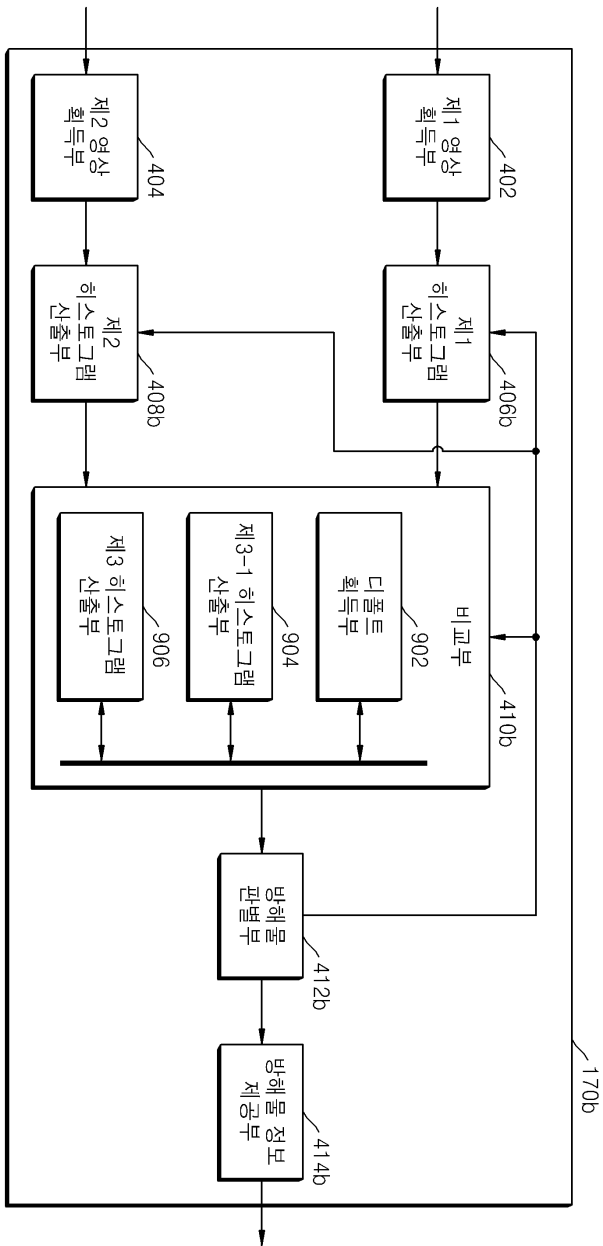 170b
제1 영상
획득부
402
제1
히스토그램
산출부
406b
비교부
410b
디폴트
획득부
902
제3-1 히스토그램
산출부
904
제3 히스토그램
산출부
906
방해물
판별부
412b
방해물 정보
제공부
414b
제2 영상
획득부
404
제2
히스토그램
산출부
408b